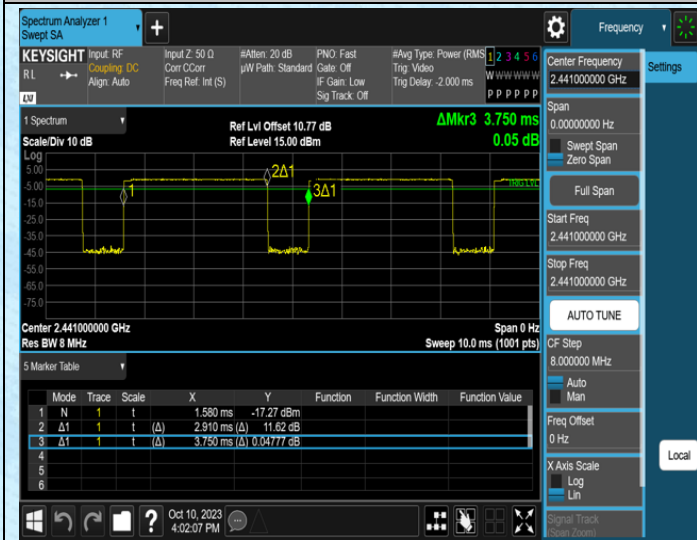 Spectrum Analyzer 1
Swept SA
+
Frequency
KEYSIGHT
RL
LXI
Input: RF
Coupling: DC
Align: Auto
Input Z: 50 Ω
Corr CCorr
Freq Ref: Int (S)
#Atten: 20 dB
µW Path: Standard
PNO: Fast
Gate: Off
IF Gain: Low
Sig Track: Off
#Avg Type: Power (RMS
Trig: Video
Trig Delay: -2.000 ms
1 2 3 4 5 6
W W W W W W
P P P P P P
1 Spectrum
Scale/Div 10 dB
Ref Lvl Offset 10.77 dB
Ref Level 15.00 dBm
ΔMkr3 3.750 ms
0.05 dB
Log
5.00
-5.00
-15.0
-25.0
-35.0
-45.0
-55.0
-65.0
-75.0
1
2Δ1
3Δ1
TRIG LVL
Center 2.441000000 GHz
Res BW 8 MHz
Span 0 Hz
Sweep 10.0 ms (1001 pts)
5 Marker Table
Mode Trace Scale X Y Function Function Width Function Value
1 N 1 t 1.580 ms -17.27 dBm
2 Δ1 1 t (Δ) 2.910 ms (Δ) 11.62 dB
3 Δ1 1 t (Δ) 3.750 ms (Δ) 0.04777 dB
4
5
6
?
Oct 10, 2023
4:02:07 PM
Center Frequency
2.441000000 GHz
Span
0.00000000 Hz
Swept Span
Zero Span
Full Span
Start Freq
2.441000000 GHz
Stop Freq
2.441000000 GHz
AUTO TUNE
CF Step
8.000000 MHz
Auto
Man
Freq Offset
0 Hz
X Axis Scale
Log
Lin
Signal Track
(Span Zoom)
Settings
Local